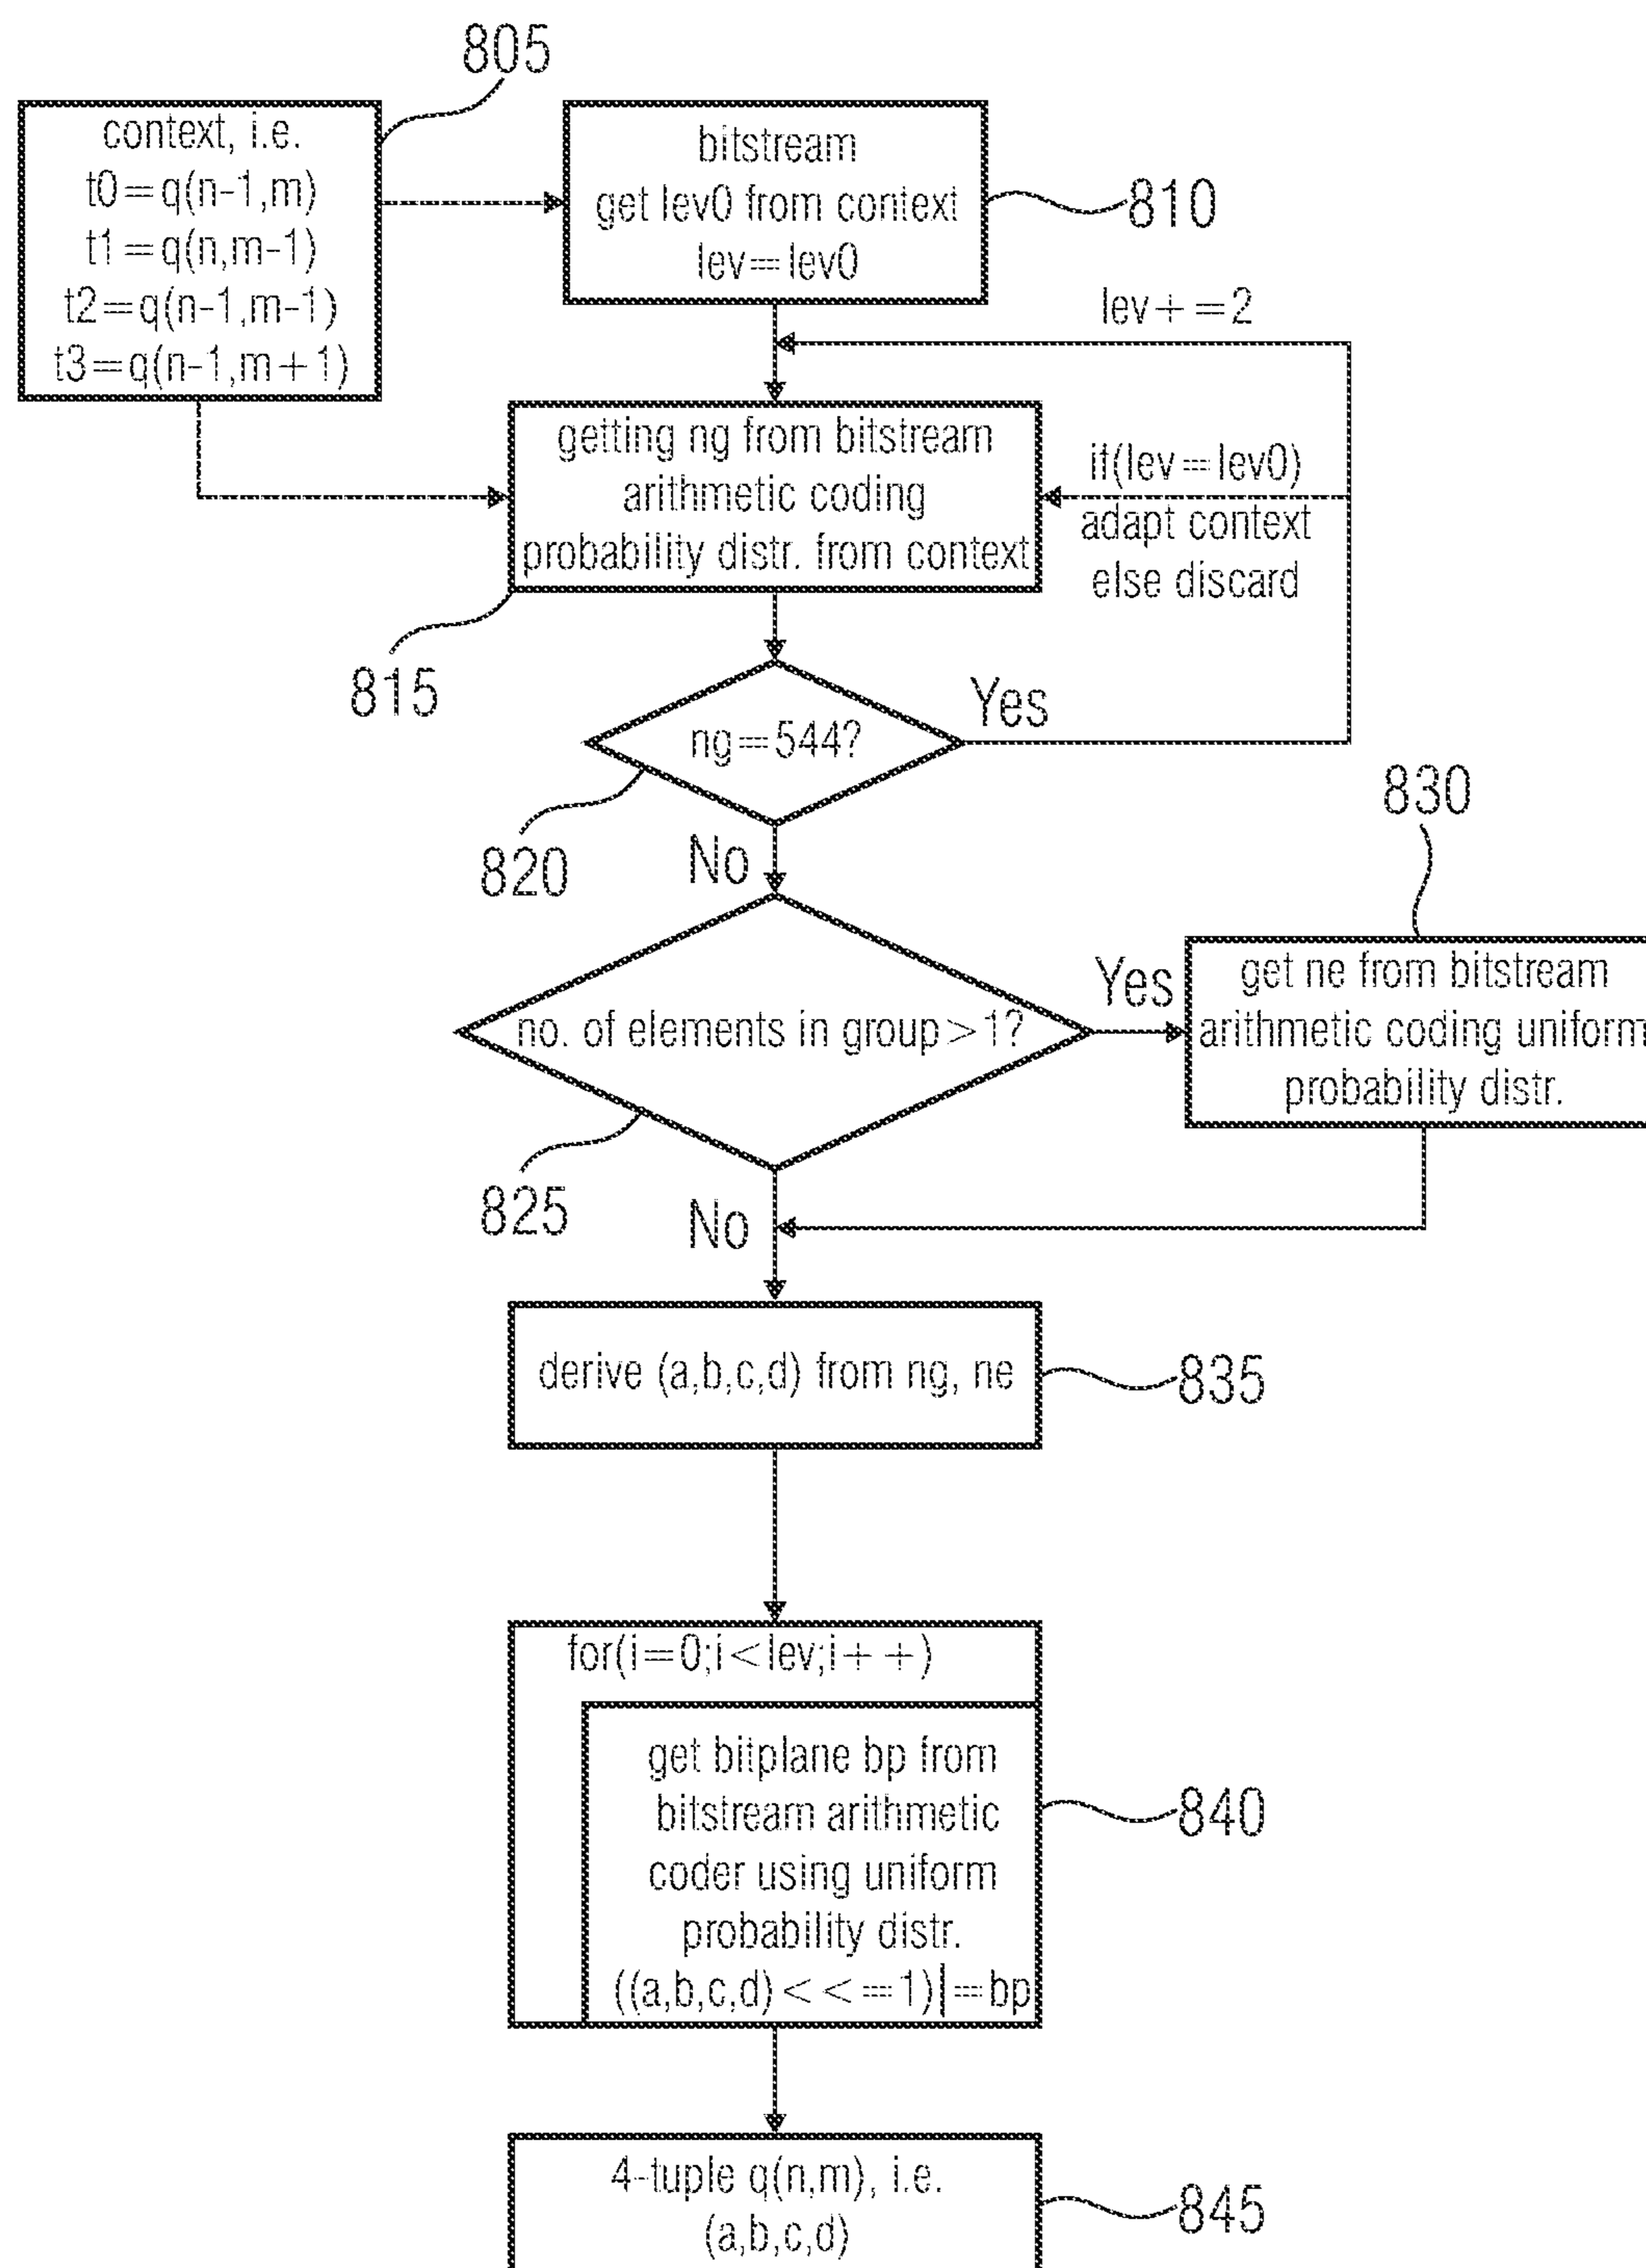 805
context, i.e.
t0=q(n-1,m)
t1=q(n,m-1)
t2=q(n-1,m-1)
t3=q(n-1,m+1)
bitstream
get lev0 from context
lev=lev0
810
lev+=2
getting ng from bitstream
arithmetic coding
probability distr. from context
if(lev=lev0)
adapt context
else discard
815
ng=544?
Yes
820
No
830
no. of elements in group>1?
Yes
get ne from bitstream
arithmetic coding uniform
probability distr.
825
No
derive (a,b,c,d) from ng, ne
835
for(i=0;i<lev;i++)
get bitplane bp from
bitstream arithmetic
coder using uniform
probability distr.
((a,b,c,d)<<=1)|=bp
840
4-tuple q(n,m), i.e.
(a,b,c,d)
845